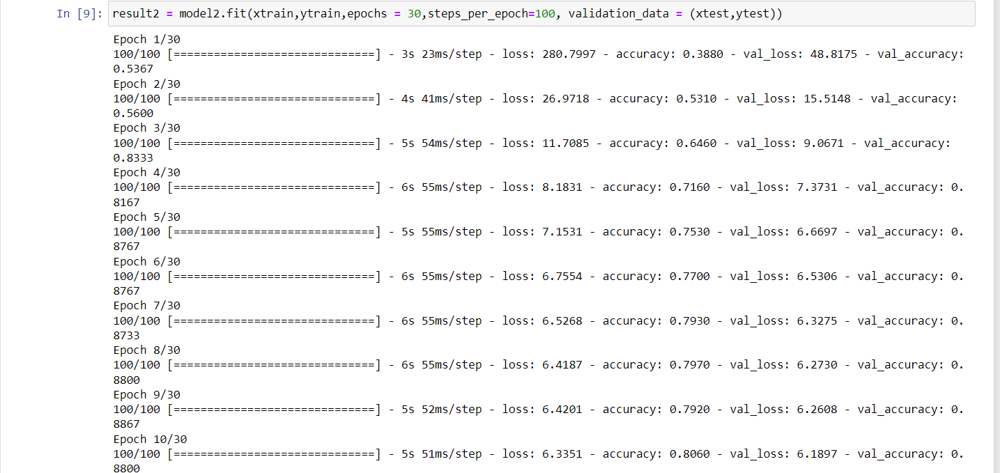 In [9]: result2 = model2.fit(xtrain,ytrain,epochs = 30,steps_per_epoch=100, validation_data = (xtest,ytest))
Epoch 1/30
100/100 [==============================] - 3s 23ms/step - loss: 280.7997 - accuracy: 0.3880 - val_loss: 48.8175 - val_accuracy:
0.5367
Epoch 2/30
100/100 [==============================] - 4s 41ms/step - loss: 26.9718 - accuracy: 0.5310 - val_loss: 15.5148 - val_accuracy:
0.5600
Epoch 3/30
100/100 [==============================] - 5s 54ms/step - loss: 11.7085 - accuracy: 0.6460 - val_loss: 9.0671 - val_accuracy:
0.8333
Epoch 4/30
100/100 [==============================] - 6s 55ms/step - loss: 8.1831 - accuracy: 0.7160 - val_loss: 7.3731 - val_accuracy: 0.
8167
Epoch 5/30
100/100 [==============================] - 5s 55ms/step - loss: 7.1531 - accuracy: 0.7530 - val_loss: 6.6697 - val_accuracy: 0.
8767
Epoch 6/30
100/100 [==============================] - 6s 55ms/step - loss: 6.7554 - accuracy: 0.7700 - val_loss: 6.5306 - val_accuracy: 0.
8767
Epoch 7/30
100/100 [==============================] - 6s 55ms/step - loss: 6.5268 - accuracy: 0.7930 - val_loss: 6.3275 - val_accuracy: 0.
8733
Epoch 8/30
100/100 [==============================] - 6s 55ms/step - loss: 6.4187 - accuracy: 0.7970 - val_loss: 6.2730 - val_accuracy: 0.
8800
Epoch 9/30
100/100 [==============================] - 5s 52ms/step - loss: 6.4201 - accuracy: 0.7920 - val_loss: 6.2608 - val_accuracy: 0.
8867
Epoch 10/30
100/100 [==============================] - 5s 51ms/step - loss: 6.3351 - accuracy: 0.8060 - val_loss: 6.1897 - val_accuracy: 0.
8800